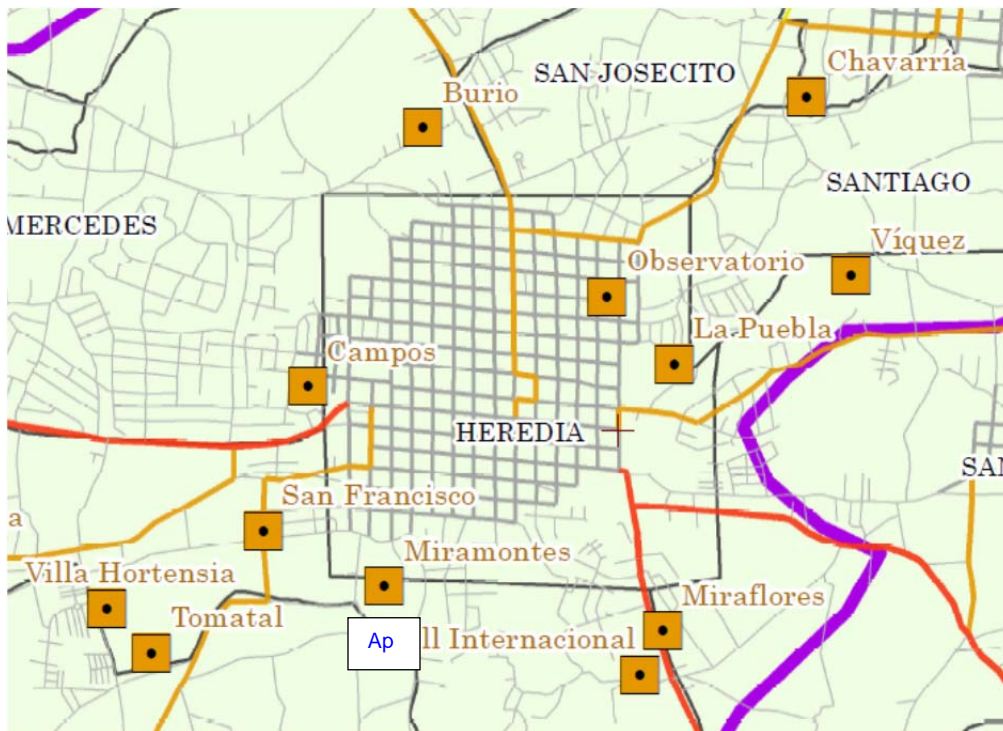 Chavarría
SAN JOSECITO
Burio
SANTIAGO
MERCEDES
Víquez
Observatorio
La Puebla
Campos
HEREDIA
SAN
San Francisco
a
Miramontes
Villa Hortensia
Miraflores
Tomatal
Ap ll Internacional